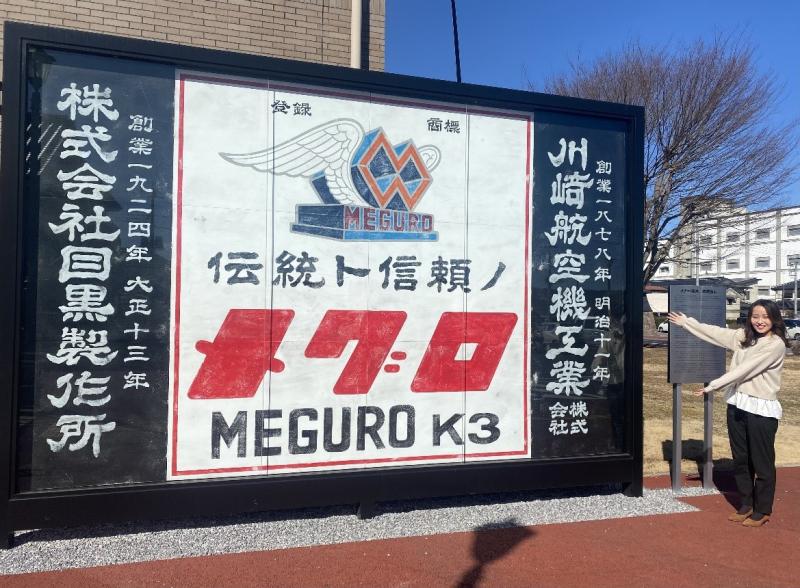 創業一九二四年 大正十三年
株式会社目黒製作所
登録 商標
MEGURO
伝統ト信頼ノ
メグロ
MEGURO K3
創業一八七八年 明治十一年
川崎航空機工業株式会社